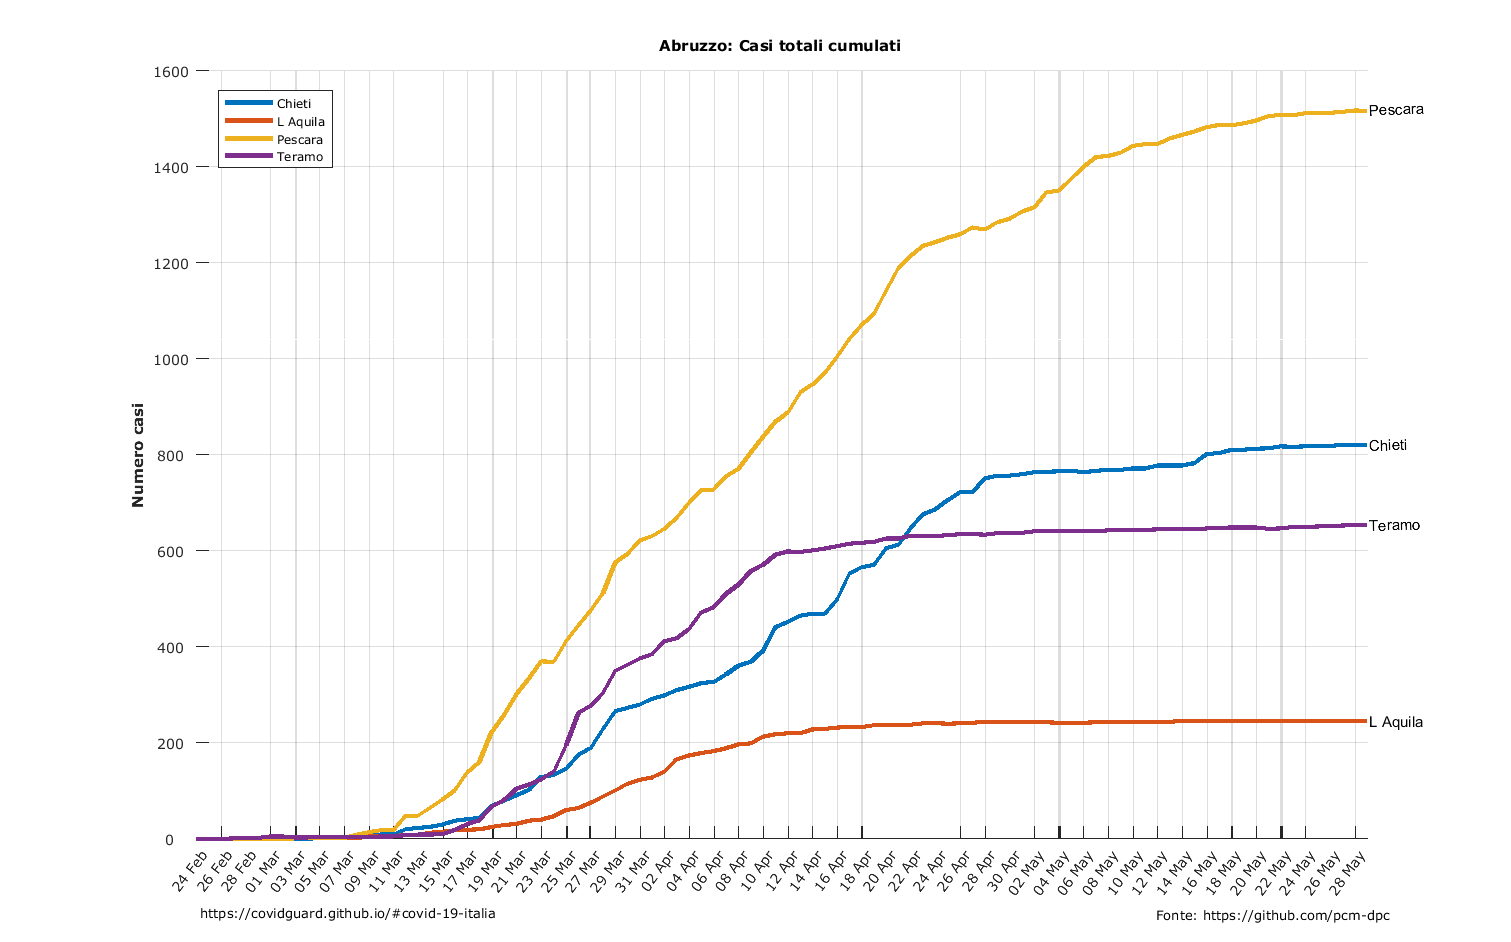 Abruzzo: Casi totali cumulati
1600
1400
1200
1000
800
600
400
200
0
Numero casi
Chieti
L Aquila
Pescara
Teramo
Pescara
Chieti
Teramo
L Aquila
24 Feb
26 Feb
28 Feb
01 Mar
03 Mar
05 Mar
07 Mar
09 Mar
11 Mar
13 Mar
15 Mar
17 Mar
19 Mar
21 Mar
23 Mar
25 Mar
27 Mar
29 Mar
31 Mar
02 Apr
04 Apr
06 Apr
08 Apr
10 Apr
12 Apr
14 Apr
16 Apr
18 Apr
20 Apr
22 Apr
24 Apr
26 Apr
28 Apr
30 Apr
02 May
04 May
06 May
08 May
10 May
12 May
14 May
16 May
18 May
20 May
22 May
24 May
26 May
28 May
https://covidguard.github.io/#covid-19-italia
Fonte: https://github.com/pcm-dpc